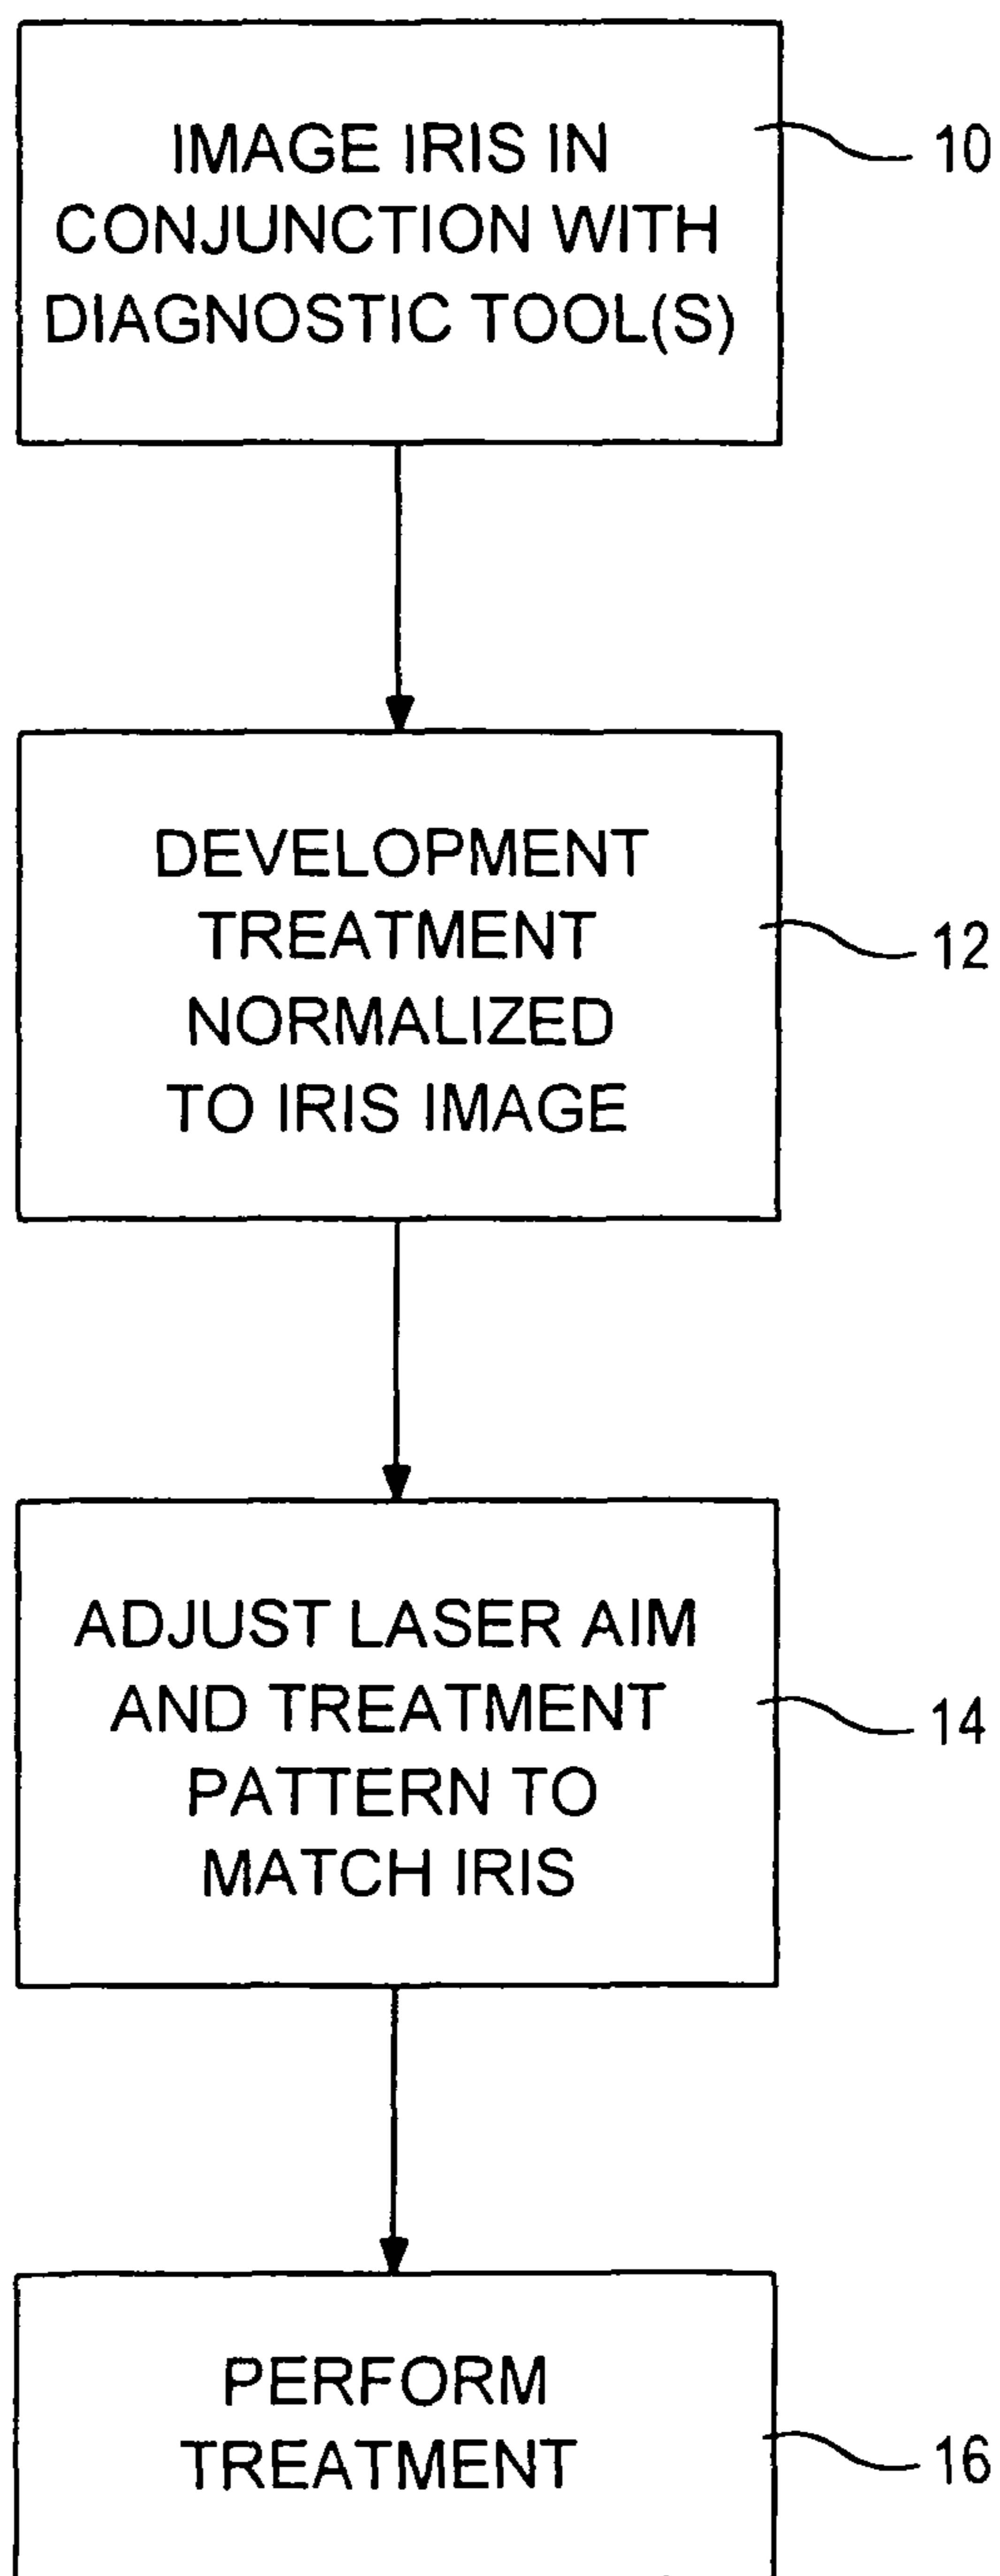 IMAGE IRIS IN
CONJUNCTION WITH
DIAGNOSTIC TOOL(S)
10
DEVELOPMENT
TREATMENT
NORMALIZED
TO IRIS IMAGE
12
ADJUST LASER AIM
AND TREATMENT
PATTERN TO
MATCH IRIS
14
PERFORM
TREATMENT
16